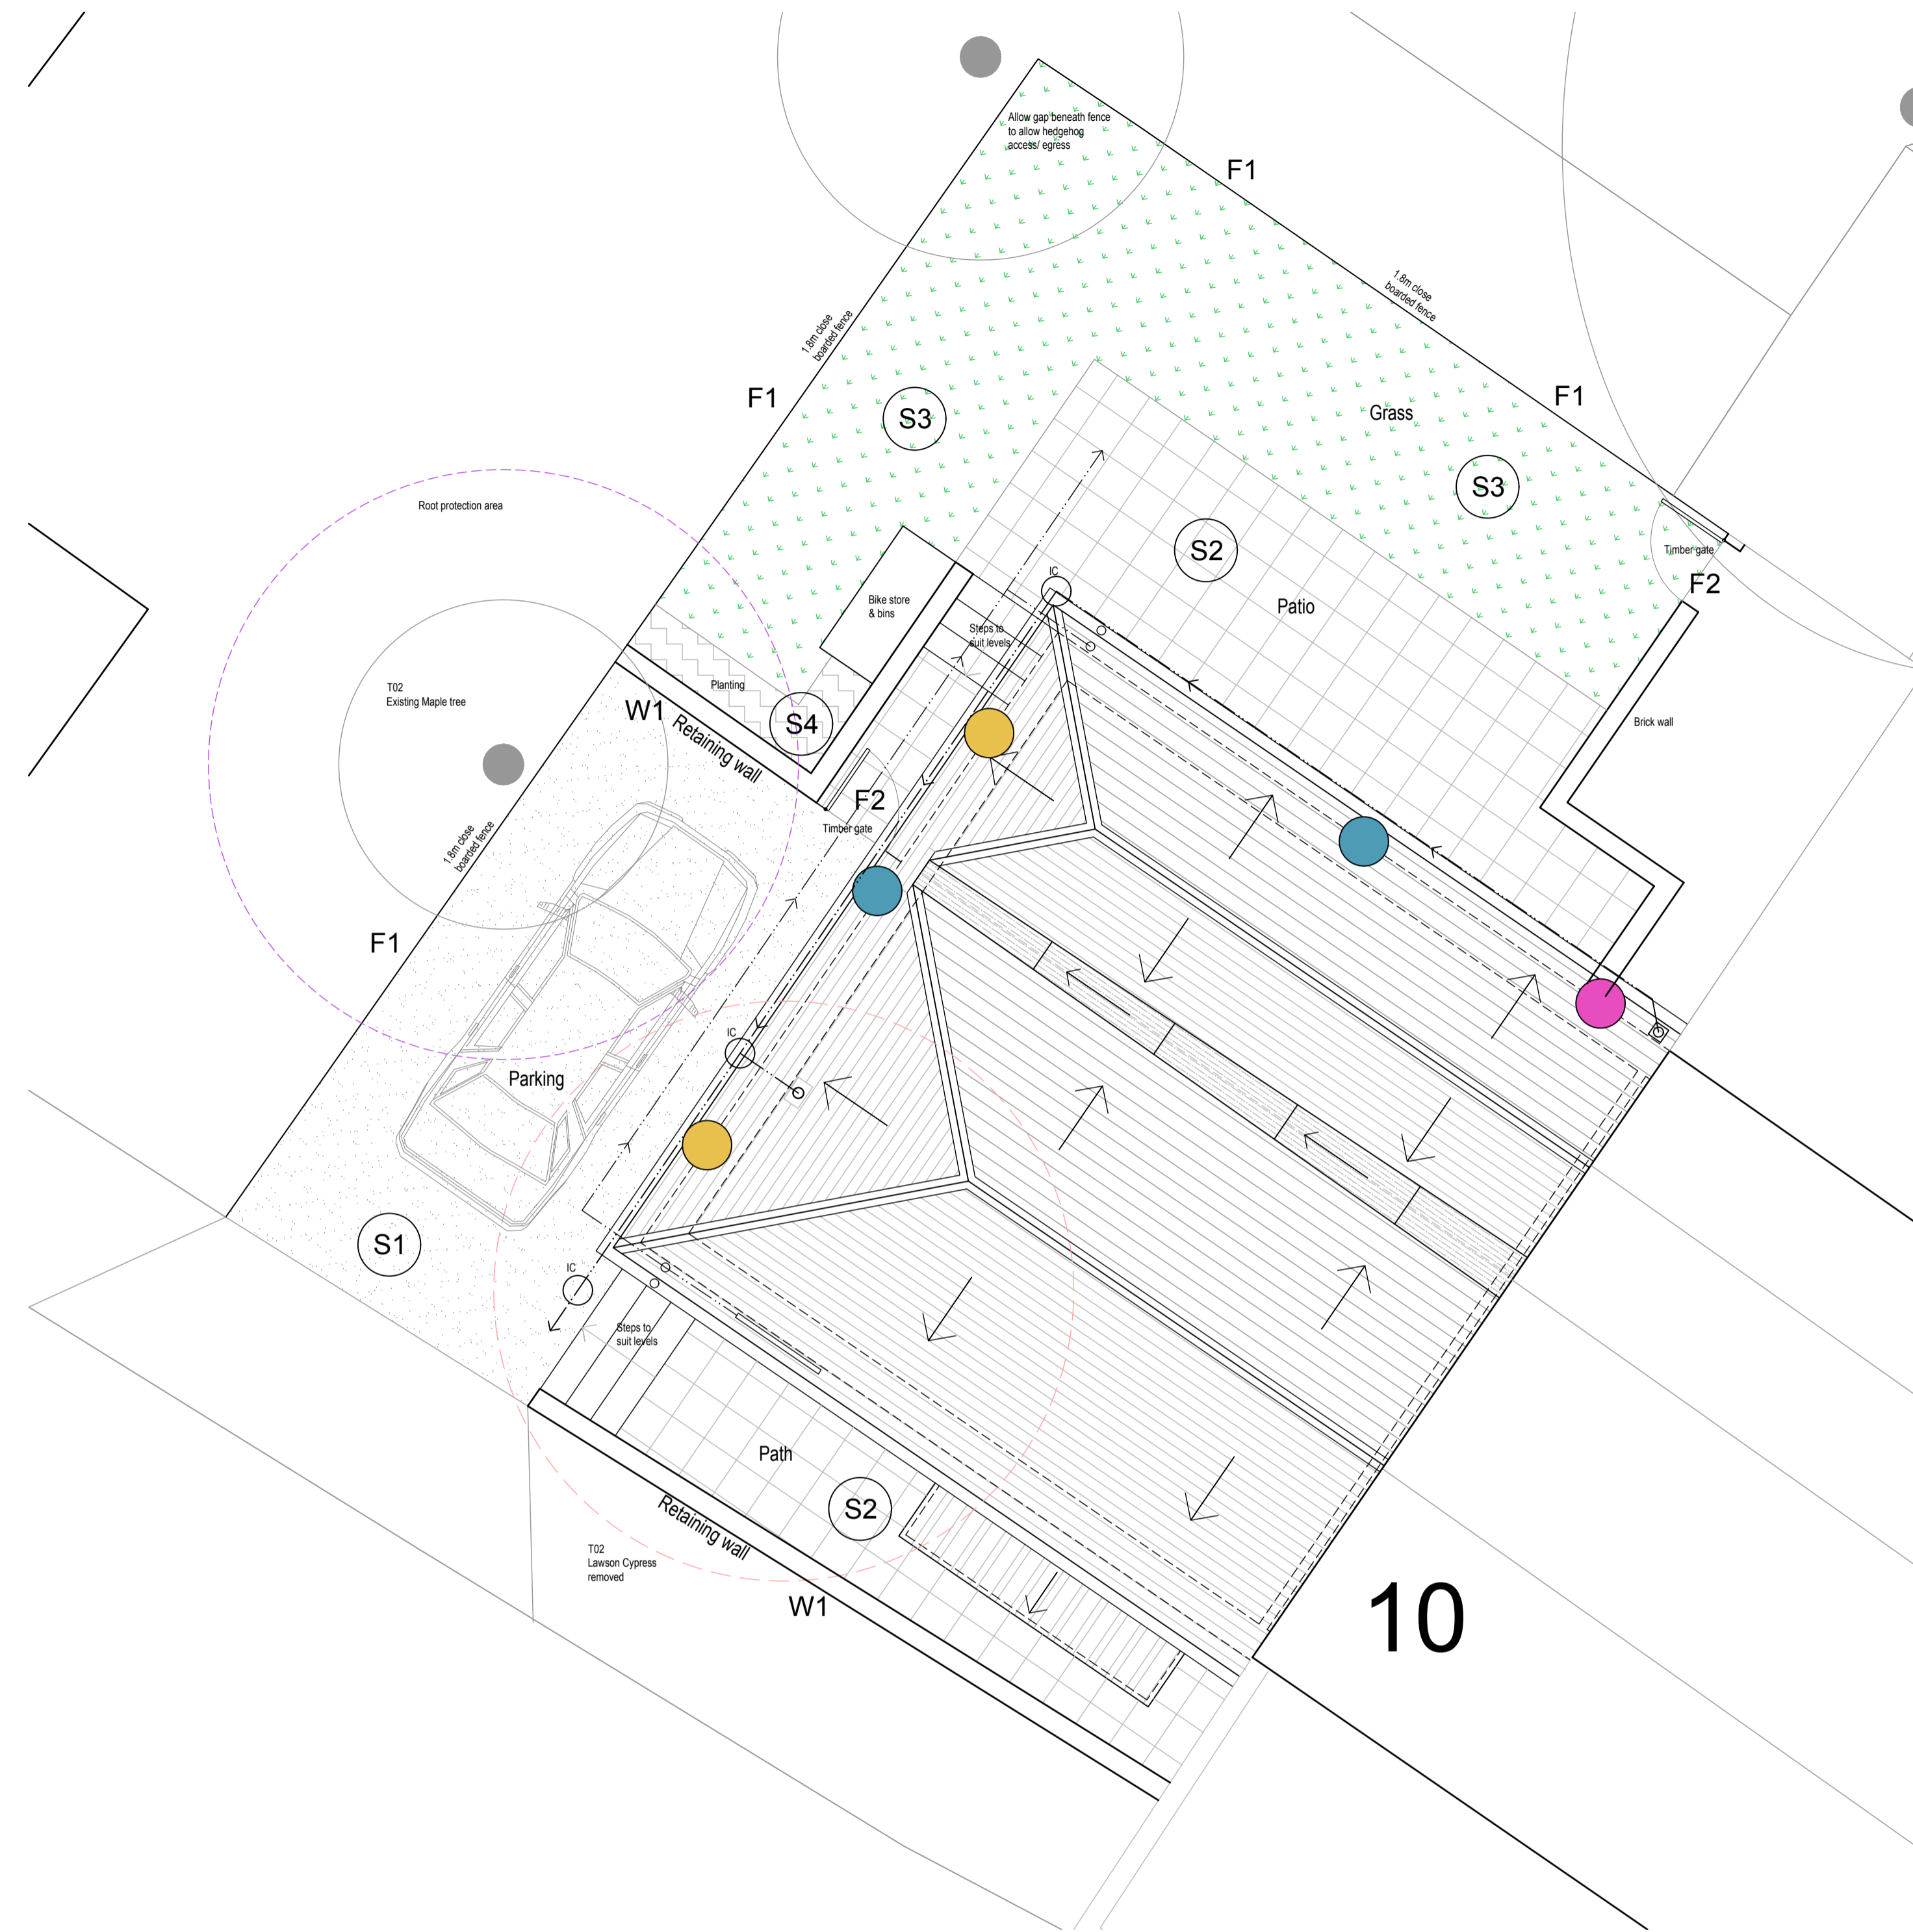 Allow gap beneath fence
to allow hedgehog
access/ egress
F1
1.8m close
boarded fence
1.8m close
boarded fence
F1
F1
S3
Grass
S3
Root protection area
S2
Timber gate
IC
F2
Bike store
& bins
Patio
Steps to
suit levels
T02
Existing Maple tree
Planting
W1
S4
Retaining wall
Brick wall
F2
Timber gate
1.8m close
boarded fence
F1
IC
Parking
S1
IC
Steps to
suit levels
Path
S2
Retaining wall
T02
Lawson Cypress
removed
W1
10